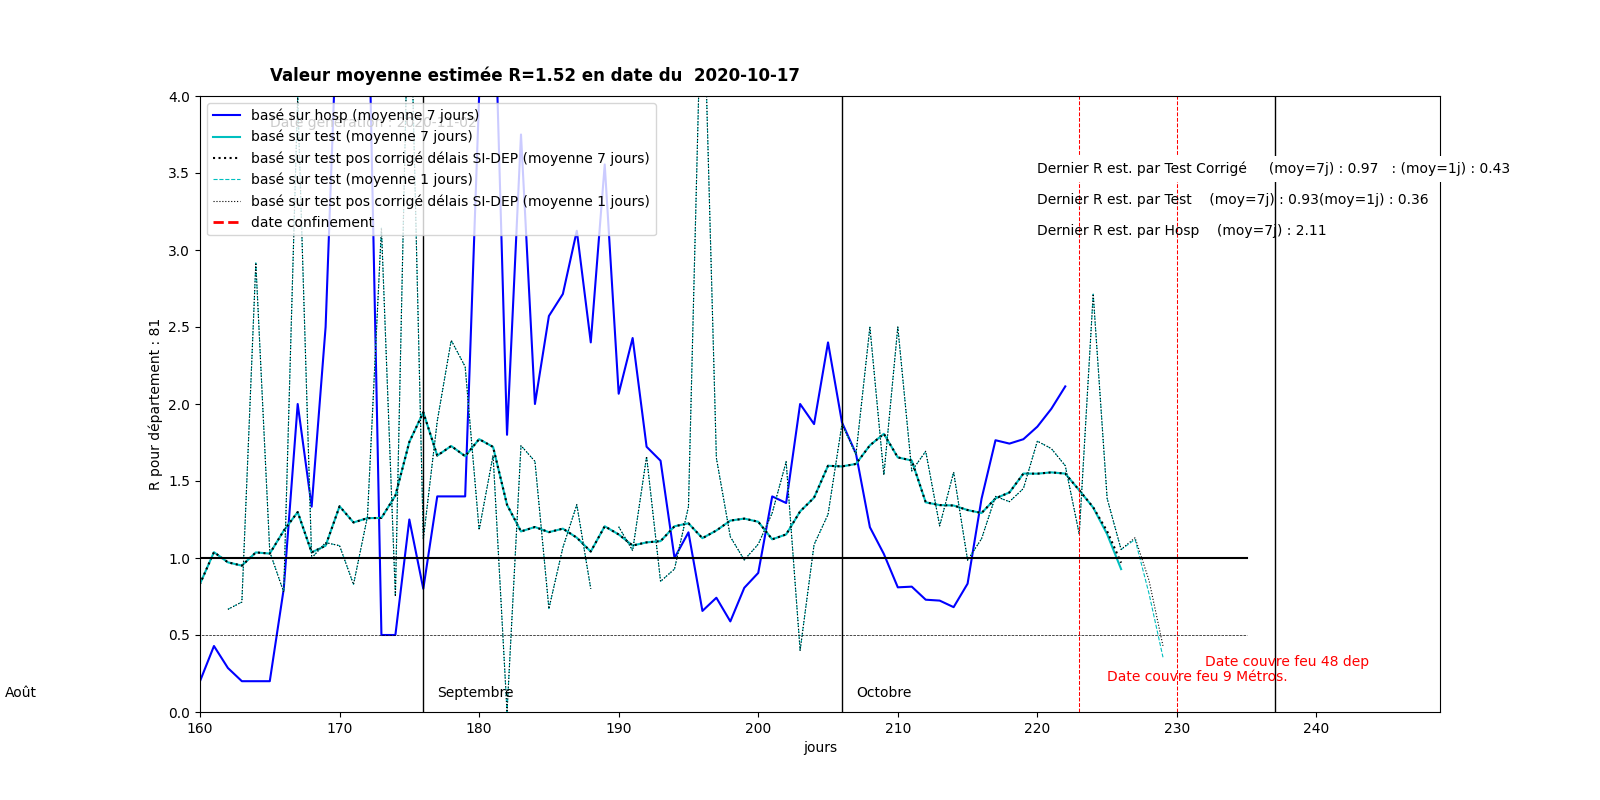 Valeur moyenne estimée R=1.52 en date du  2020-10-17
Date génération : 2020-11-02
basé sur hosp (moyenne 7 jours)
basé sur test (moyenne 7 jours)
basé sur test pos corrigé délais SI-DEP (moyenne 7 jours)
basé sur test (moyenne 1 jours)
basé sur test pos corrigé délais SI-DEP (moyenne 1 jours)
date confinement
Dernier R est. par Test Corrigé     (moy=7j) : 0.97   : (moy=1j) : 0.43
Dernier R est. par Test    (moy=7j) : 0.93(moy=1j) : 0.36
Dernier R est. par Hosp    (moy=7j) : 2.11
R pour département : 81
4.0
3.5
3.0
2.5
2.0
1.5
1.0
0.5
0.0
Date couvre feu 48 dep
Date couvre feu 9 Métros.
Août
Septembre
Octobre
160 170 180 190 200 210 220 230 240
jours